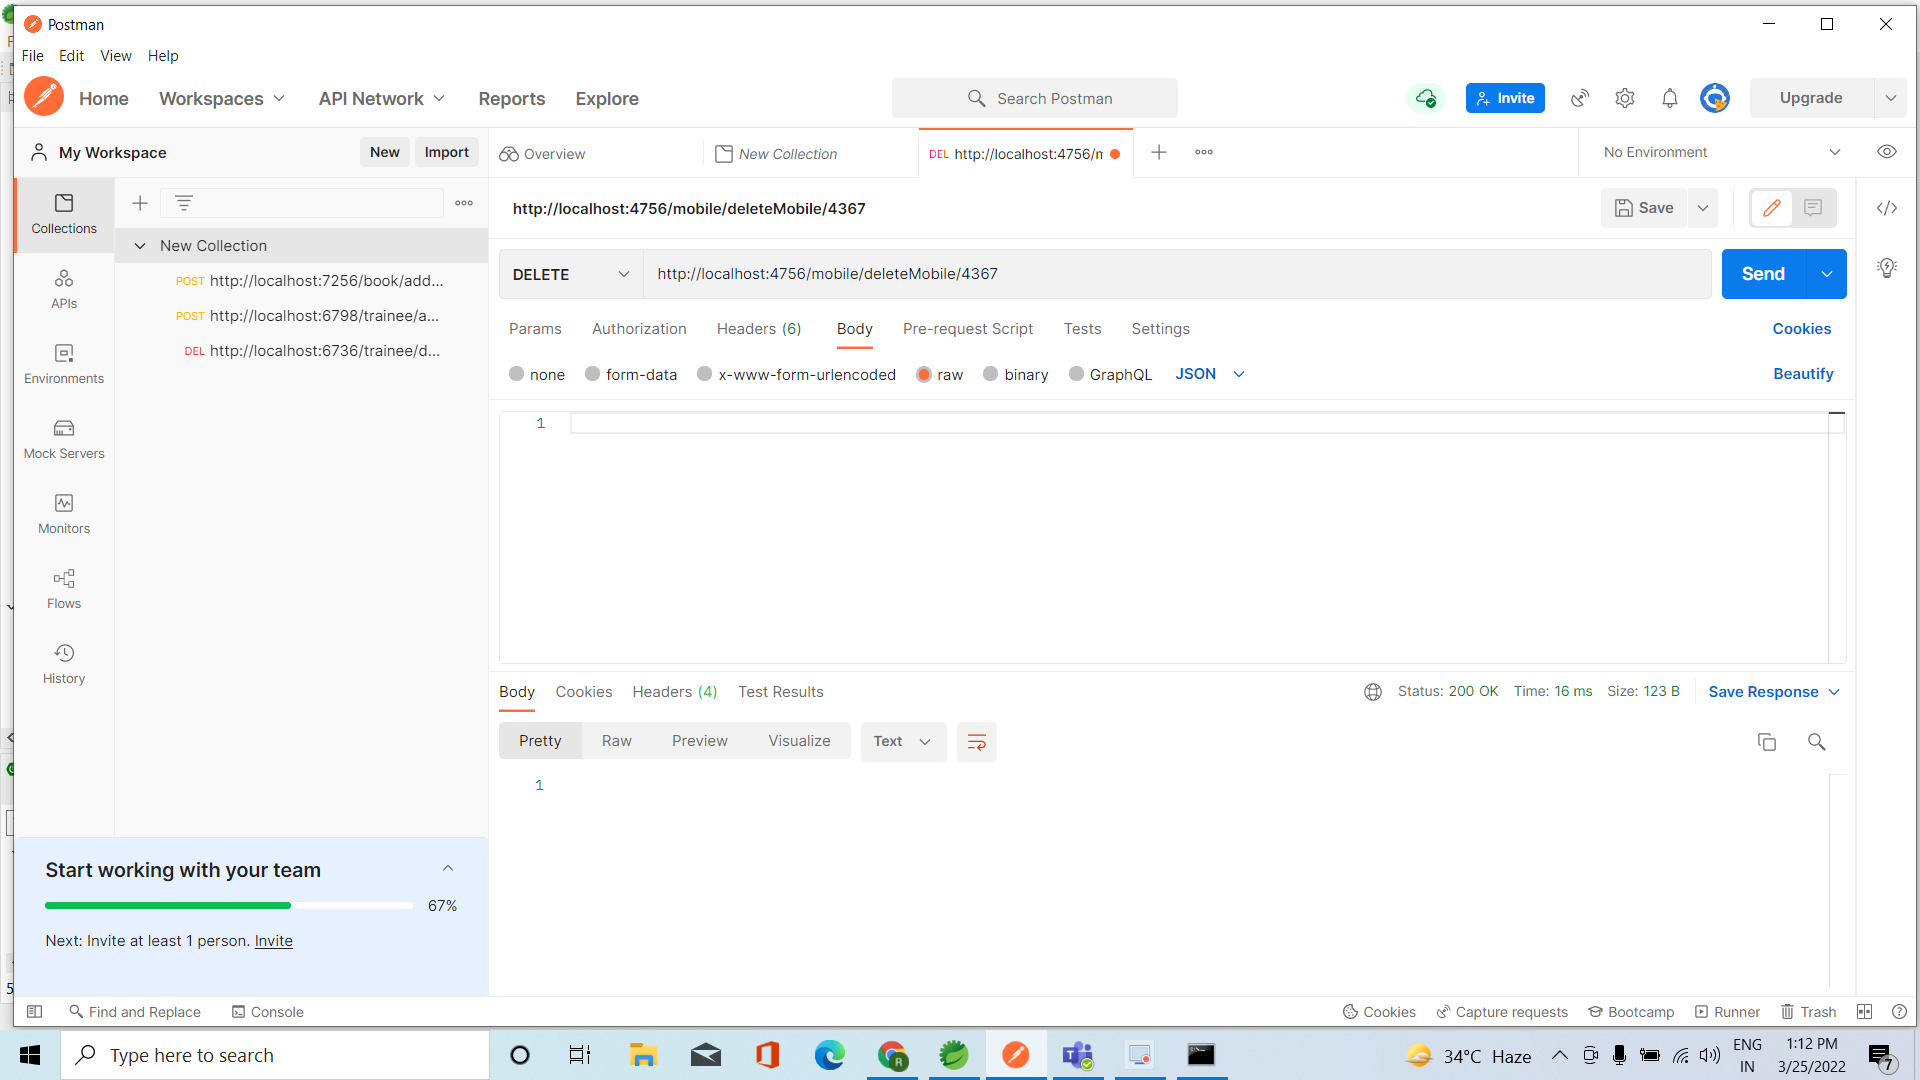 Postman
File Edit View Help
Home Workspaces API Network Reports Explore
Search Postman
Invite
Upgrade
My Workspace
New Import
Overview
New Collection
DEL http://localhost:4756/m
No Environment
Collections
New Collection
POST http://localhost:7256/book/add...
POST http://localhost:6798/trainee/a...
DEL http://localhost:6736/trainee/d...
APIs
Environments
Mock Servers
Monitors
Flows
History
http://localhost:4756/mobile/deleteMobile/4367
Save
DELETE
http://localhost:4756/mobile/deleteMobile/4367
Send
Params Authorization Headers (6) Body Pre-request Script Tests Settings
Cookies
none form-data x-www-form-urlencoded raw binary GraphQL JSON
Beautify
1
Body Cookies Headers (4) Test Results
Status: 200 OK Time: 16 ms Size: 123 B Save Response
Pretty Raw Preview Visualize Text
1
Start working with your team
67%
Next: Invite at least 1 person. Invite
Find and Replace Console
Cookies Capture requests Bootcamp Runner Trash
Type here to search
34°C Haze
ENG
IN
1:12 PM
3/25/2022
7